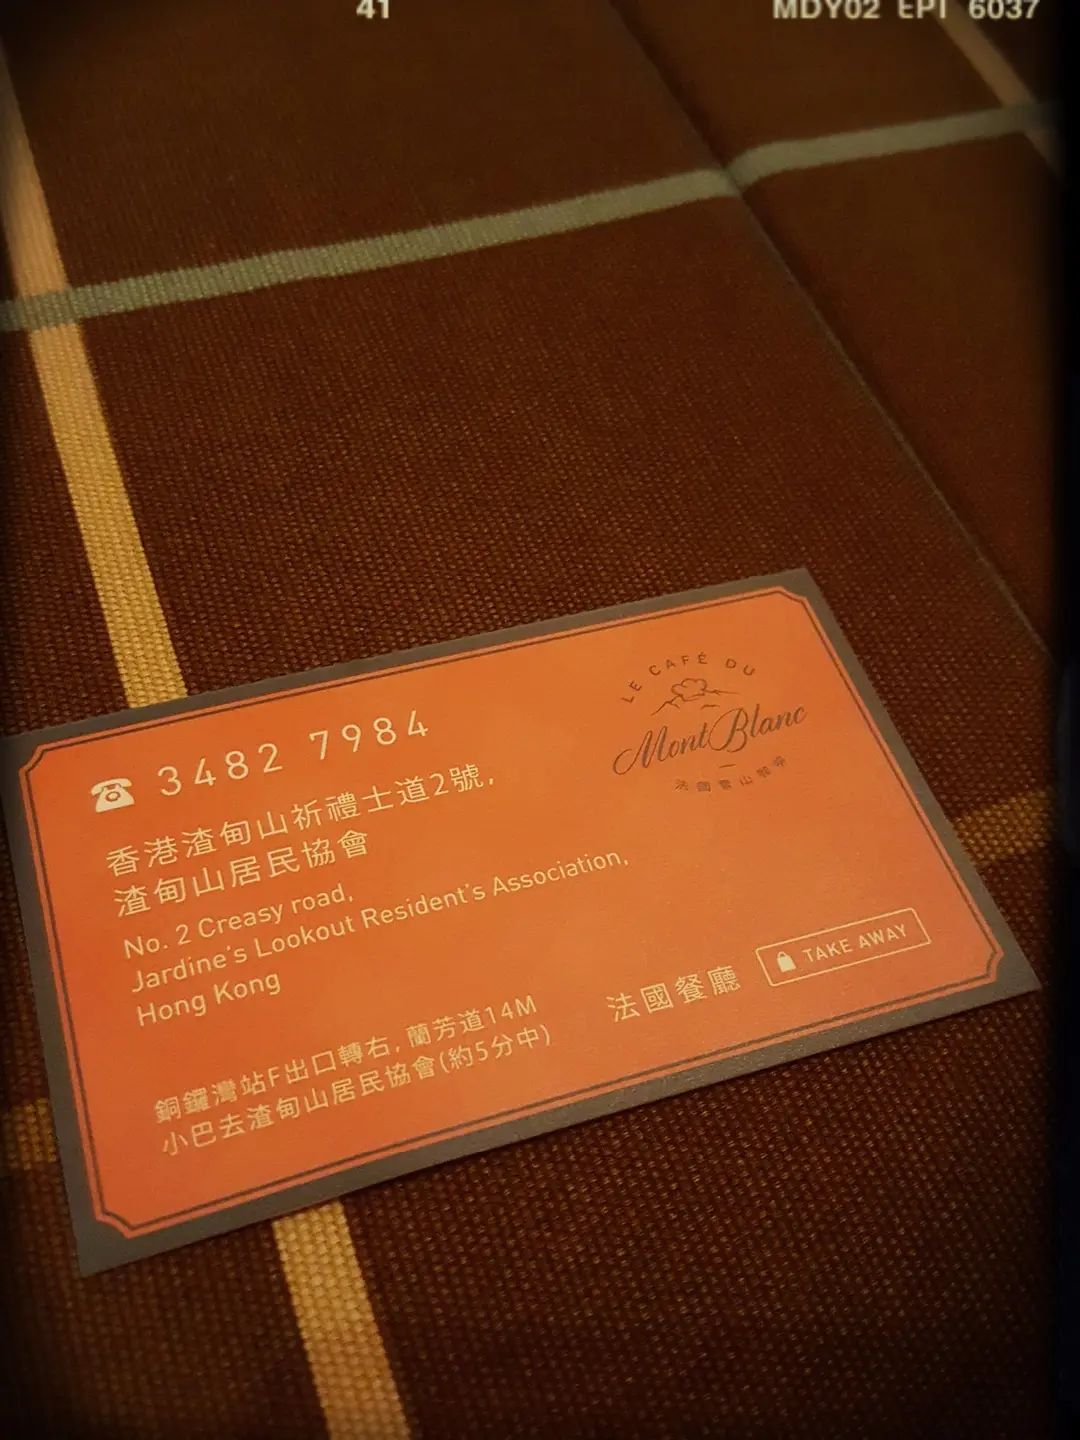 41
MDY02 EPT 6037
3482 7984
香港渣甸山祈禮士道2號,
渣甸山居民協會
No. 2 Creasy road,
Jardine's Lookout Resident's Association,
Hong Kong
銅鑼灣站F出口轉右, 蘭芳道14M
小巴去渣甸山居民協會(約5分中)
LE CAFÉ DU
Mont Blanc
法國雪山咖啡
法國餐廳
TAKE AWAY